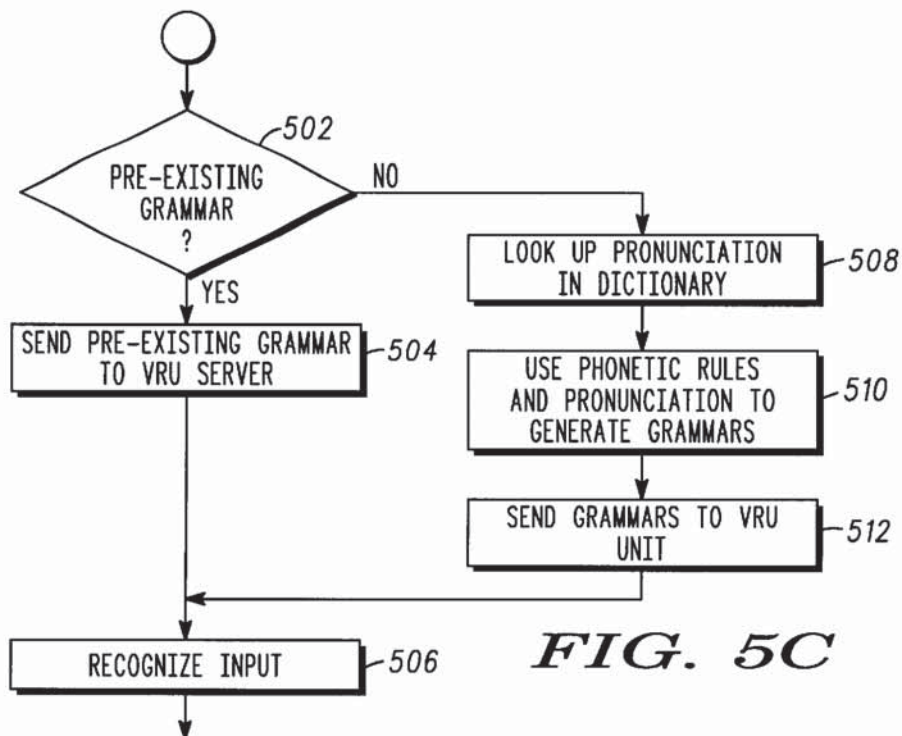 502
PRE-EXISTING
GRAMMAR
?
NO
YES
LOOK UP PRONUNCIATION
IN DICTIONARY
508
SEND PRE-EXISTING GRAMMAR
TO VRU SERVER
504
USE PHONETIC RULES
AND PRONUNCIATION TO
GENERATE GRAMMARS
510
SEND GRAMMARS TO VRU
UNIT
512
RECOGNIZE INPUT
506
FIG. 5C